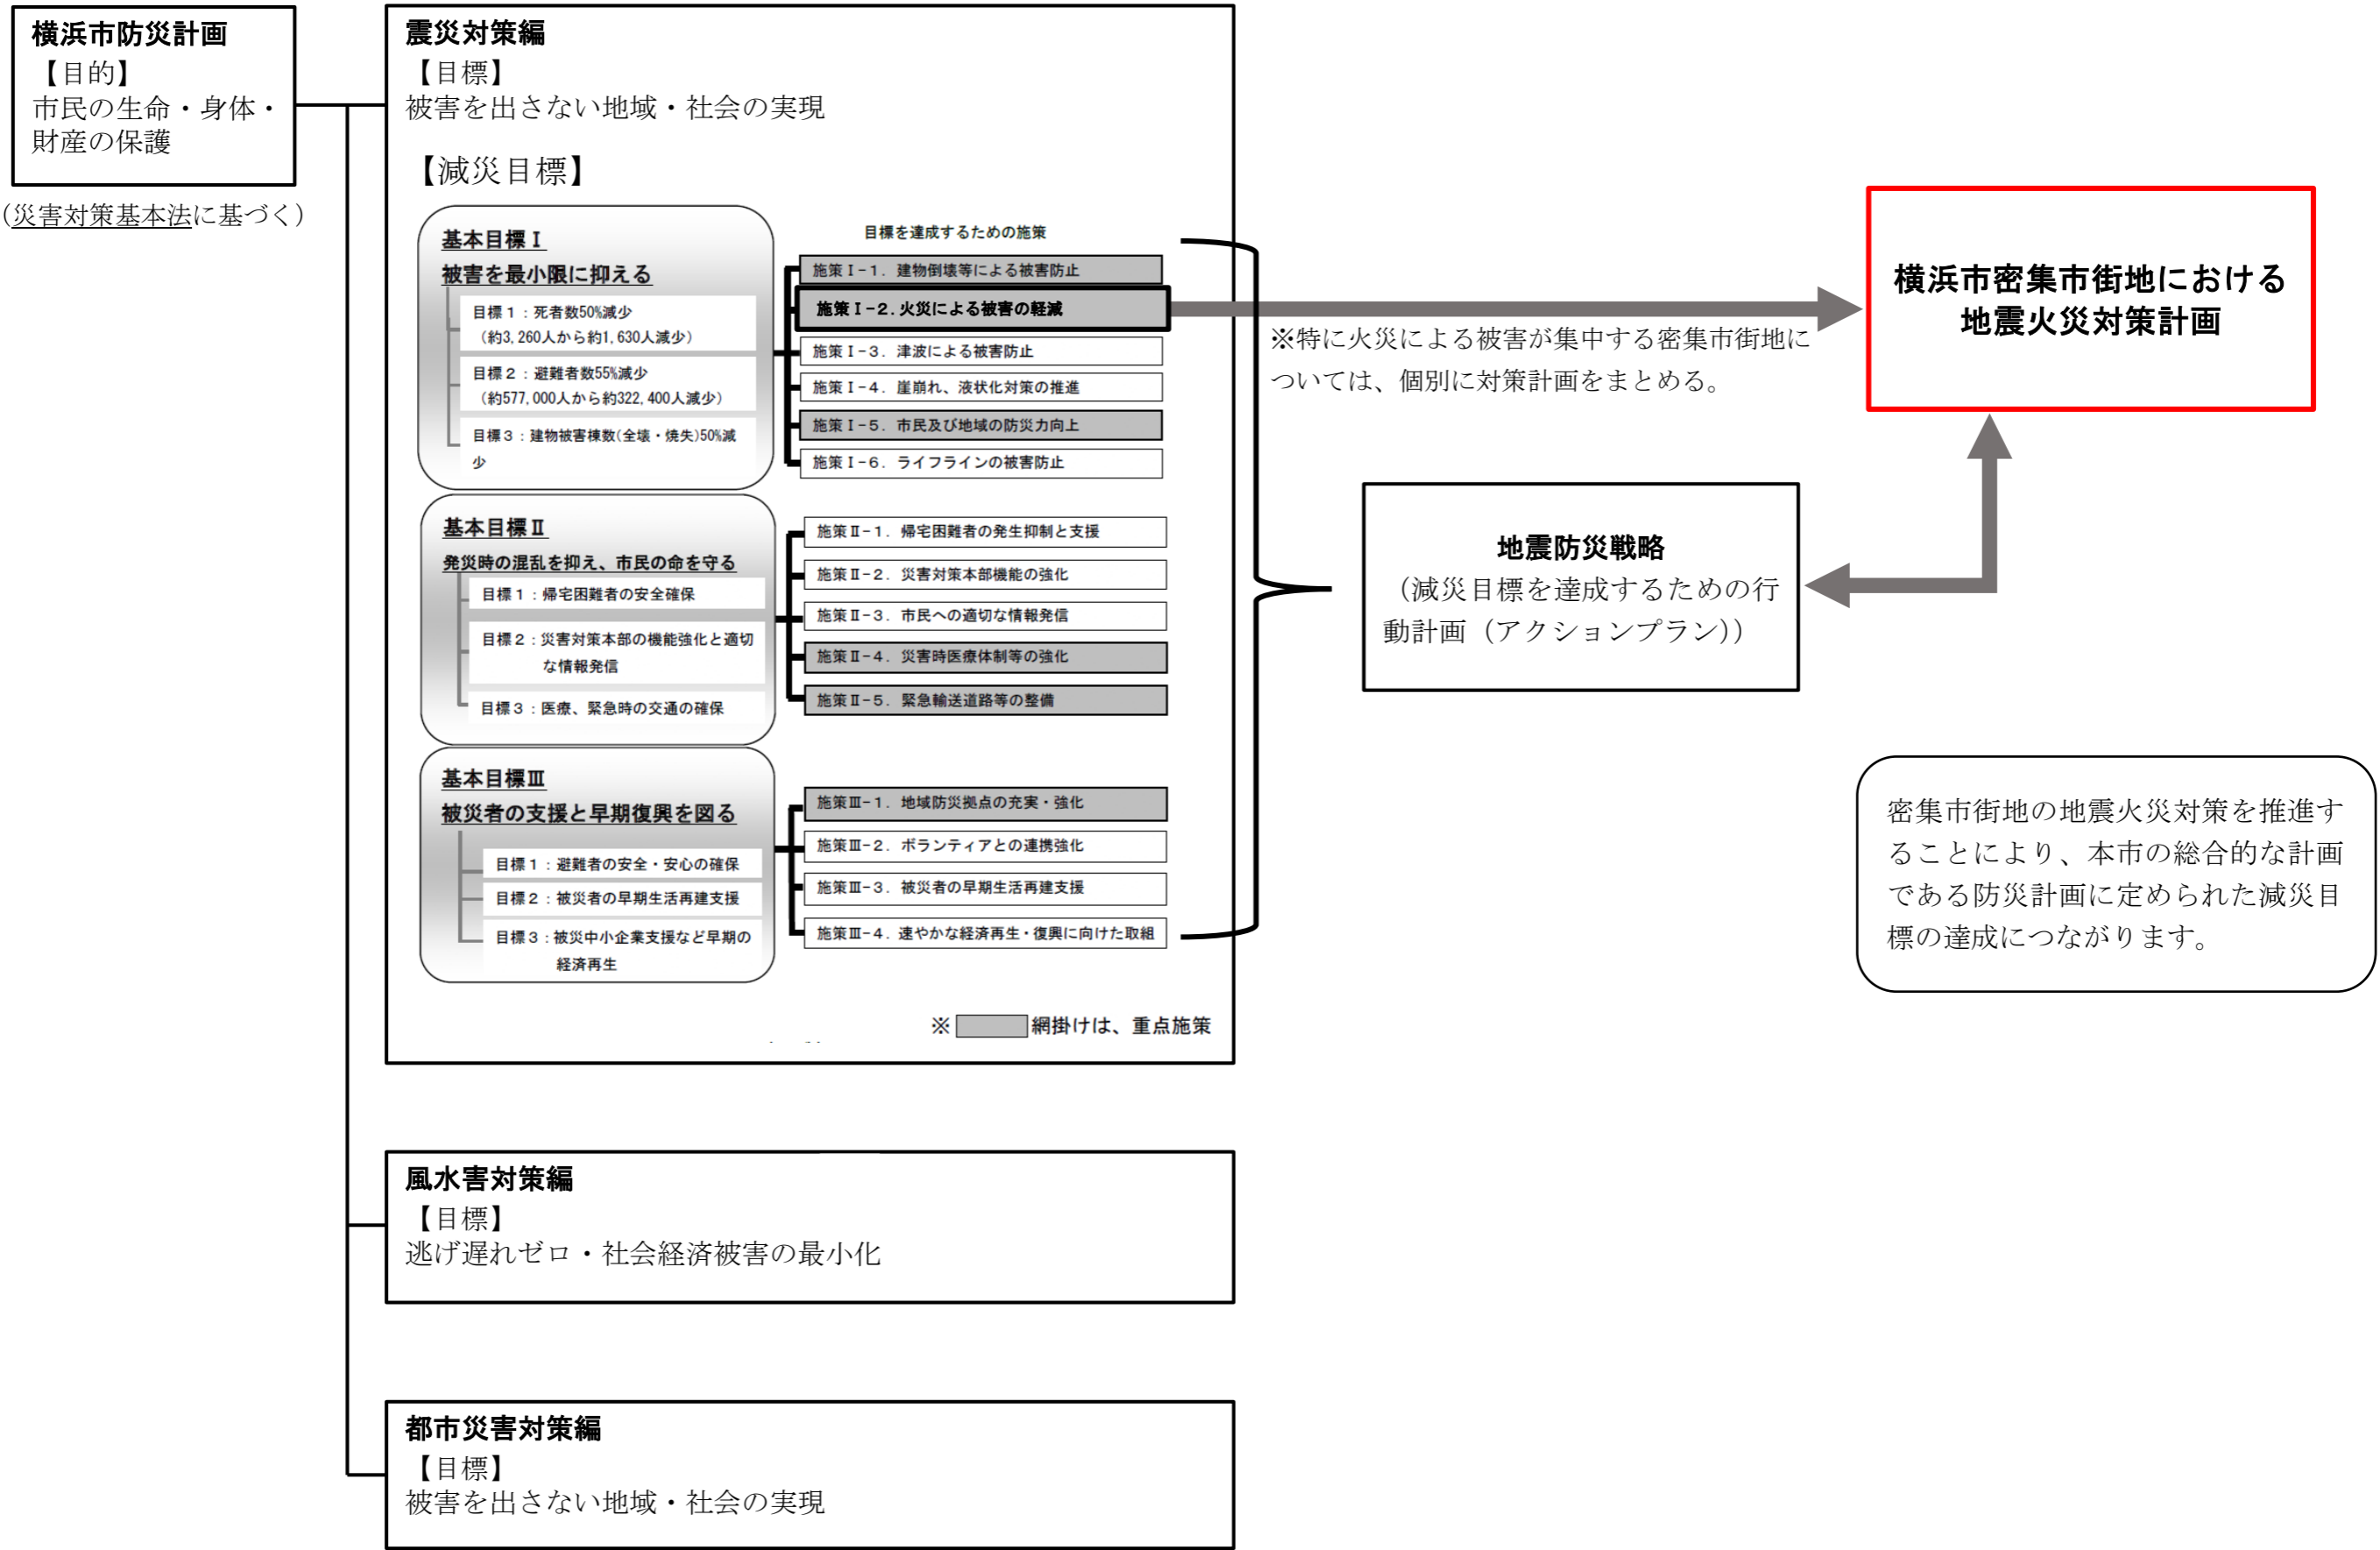 横浜市防災計画
【目的】
市民の生命・身体・
財産の保護
（災害対策基本法に基づく）
震災対策編
【目標】
被害を出さない地域・社会の実現
【減災目標】
基本目標Ⅰ
被害を最小限に抑える
目標１：死者数50%減少
（約3,260人から約1,630人減少）
目標２：避難者数55%減少
（約577,000人から約322,400人減少）
目標３：建物被害棟数（全壊・焼失）50%減
少
目標を達成するための施策
施策Ⅰ－１．建物倒壊等による被害防止
施策Ⅰ－２．火災による被害の軽減
施策Ⅰ－３．津波による被害防止
施策Ⅰ－４．崖崩れ、液状化対策の推進
施策Ⅰ－５．市民及び地域の防災力向上
施策Ⅰ－６．ライフラインの被害防止
基本目標Ⅱ
発災時の混乱を抑え、市民の命を守る
目標１：帰宅困難者の安全確保
目標２：災害対策本部の機能強化と適切
な情報発信
目標３：医療、緊急時の交通の確保
施策Ⅱ－１．帰宅困難者の発生抑制と支援
施策Ⅱ－２．災害対策本部機能の強化
施策Ⅱ－３．市民への適切な情報発信
施策Ⅱ－４．災害時医療体制等の強化
施策Ⅱ－５．緊急輸送道路等の整備
基本目標Ⅲ
被災者の支援と早期復興を図る
目標１：避難者の安全・安心の確保
目標２：被災者の早期生活再建支援
目標３：被災中小企業支援など早期の
経済再生
施策Ⅲ－１．地域防災拠点の充実・強化
施策Ⅲ－２．ボランティアとの連携強化
施策Ⅲ－３．被災者の早期生活再建支援
施策Ⅲ－４．速やかな経済再生・復興に向けた取組
※　網掛けは、重点施策
※特に火災による被害が集中する密集市街地に
ついては、個別に対策計画をまとめる。
横浜市密集市街地における
地震火災対策計画
地震防災戦略
（減災目標を達成するための行
動計画（アクションプラン））
密集市街地の地震火災対策を推進す
ることにより、本市の総合的な計画
である防災計画に定められた減災目
標の達成につながります。
風水害対策編
【目標】
逃げ遅れゼロ・社会経済被害の最小化
都市災害対策編
【目標】
被害を出さない地域・社会の実現